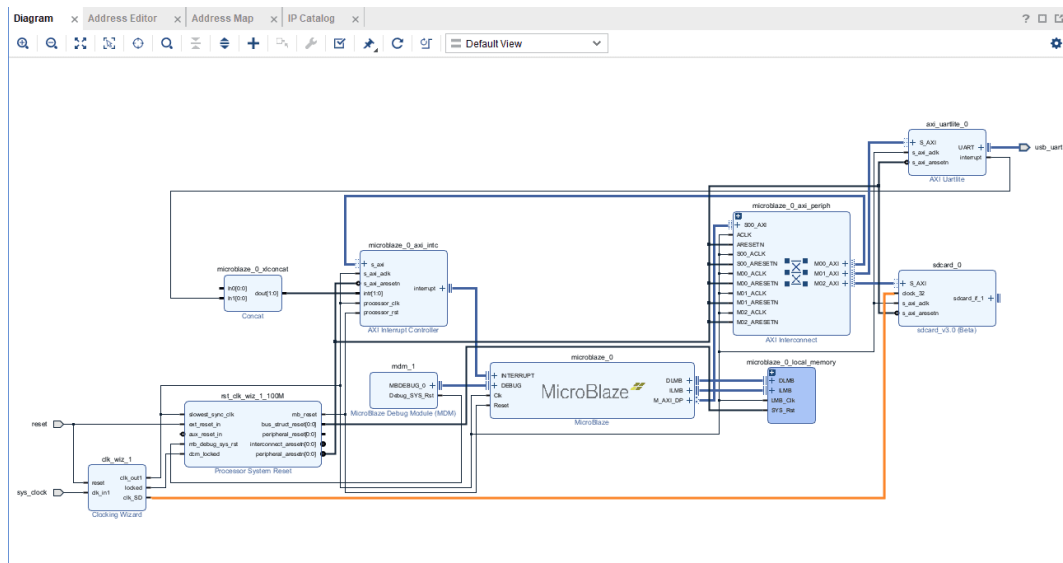 Diagram
Address Editor
Address Map
IP Catalog
Default View
axi_uartlite_0
S_AXI
s_axi_aclk
s_axi_aresetn
UART
interrupt
AXI Uartlite
usb_uart
microblaze_0_axi_periph
S00_AXI
ACLK
ARESETN
S00_ACLK
S00_ARESETN
M00_ACLK
M00_ARESETN
M01_ACLK
M01_ARESETN
M02_ACLK
M02_ARESETN
M00_AXI
M01_AXI
M02_AXI
AXI Interconnect
microblaze_0_axi_intc
s_axi
s_axi_aclk
s_axi_aresetn
intr[1:0]
processor_clk
processor_rst
interrupt
AXI Interrupt Controller
microblaze_0_xlconcat
In0[0:0]
In1[0:0]
dout[1:0]
Concat
sdcard_0
S_AXI
clock_32
s_axi_aclk
s_axi_aresetn
sdcard_if_1
sdcard_v3.0 (Beta)
mdm_1
MBDEBUG_0
Debug_SYS_Rst
MicroBlaze Debug Module (MDM)
microblaze_0
INTERRUPT
DEBUG
Clk
Reset
MicroBlaze
DLMB
ILMB
M_AXI_DP
MicroBlaze
microblaze_0_local_memory
DLMB
ILMB
LMB_Clk
SYS_Rst
rst_clk_wiz_1_100M
slowest_sync_clk
ext_reset_in
aux_reset_in
mb_debug_sys_rst
dcm_locked
mb_reset
bus_struct_reset[0:0]
peripheral_reset[0:0]
interconnect_aresetn[0:0]
peripheral_aresetn[0:0]
Processor System Reset
reset
sys_clock
clk_wiz_1
reset
clk_in1
clk_out1
locked
clk_SD
Clocking Wizard